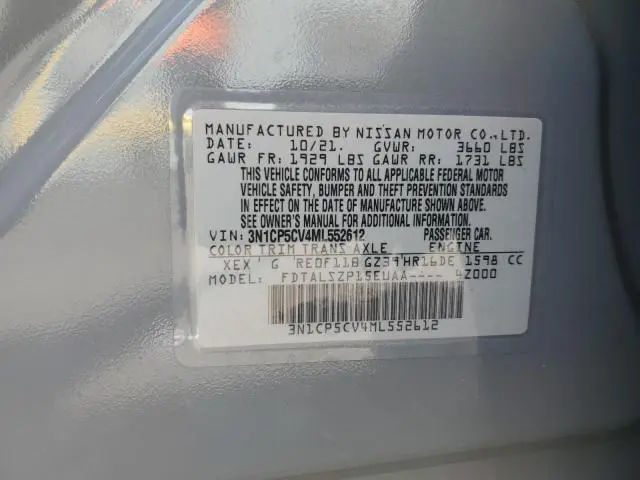 MANUFACTURED BY NISSAN MOTOR CO.,LTD.
DATE: 10/21. GVWR: 3660 LBS
GAWR FR: 1929 LBS GAWR RR: 1731 LBS
THIS VEHICLE CONFORMS TO ALL APPLICABLE FEDERAL MOTOR
VEHICLE SAFETY, BUMPER AND THEFT PREVENTION STANDARDS
IN EFFECT ON THE DATE OF MANUFACTURE SHOWN ABOVE.
SEE OWNER'S MANUAL FOR ADDITIONAL INFORMATION.
VIN: 3N1CP5CV4ML552612 PASSENGER CAR.
COLOR TRIM TRANS AXLE ENGINE
XEX G RE0F11B GZ39 HR16DE 1598 CC
MODEL: FDTALSZP15EUAA---- 4Z000
3N1CP5CV4ML552612